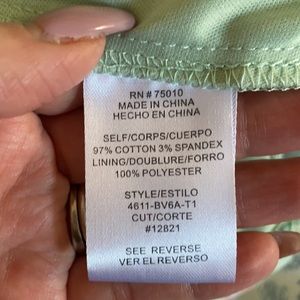 RN # 75010
MADE IN CHINA
HECHO EN CHINA
SELF/CORPS/CUERPO
97% COTTON 3% SPANDEX
LINING/DOUBLURE/FORRO
100% POLYESTER
STYLE/ESTILO
4611-BV6A-T1
CUT/CORTE
#12821
SEE REVERSE
VER EL REVERSO